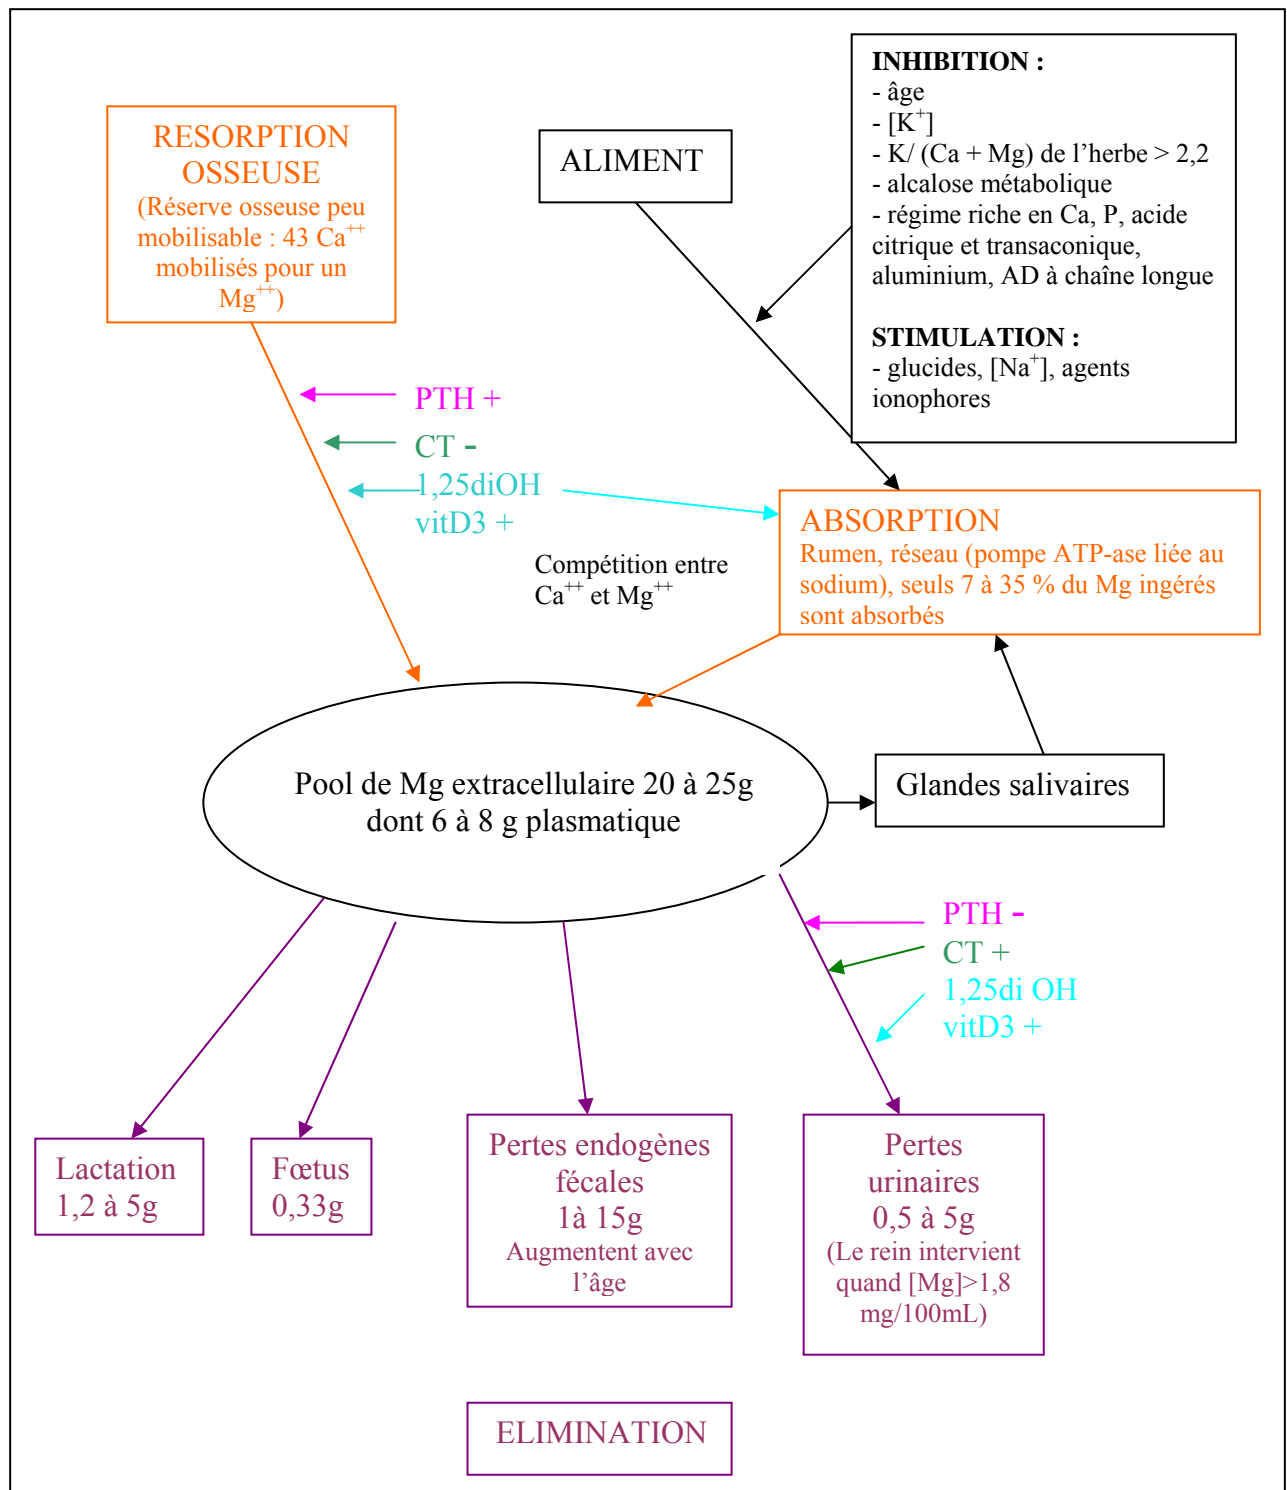 INHIBITION :
- âge
- [K⁺]
- K/ (Ca + Mg) de l’herbe > 2,2
- alcalose métabolique
- régime riche en Ca, P, acide
citrique et transaconique,
aluminium, AD à chaîne longue
STIMULATION :
- glucides, [Na⁺], agents
ionophores
RESORPTION
OSSEUSE
(Réserve osseuse peu
mobilisable : 43 Ca⁺⁺
mobilisés pour un
Mg⁺⁺)
ALIMENT
PTH +
CT -
1,25diOH
vitD3 +
ABSORPTION
Rumen, réseau (pompe ATP-ase liée au
sodium), seuls 7 à 35 % du Mg ingérés
sont absorbés
Compétition entre
Ca⁺⁺ et Mg⁺⁺
Pool de Mg extracellulaire 20 à 25g
dont 6 à 8 g plasmatique
Glandes salivaires
PTH -
CT +
1,25di OH
vitD3 +
Lactation
1,2 à 5g
Fœtus
0,33g
Pertes endogènes
fécales
1à 15g
Augmentent avec
l’âge
Pertes
urinaires
0,5 à 5g
(Le rein intervient
quand [Mg]>1,8
mg/100mL)
ELIMINATION